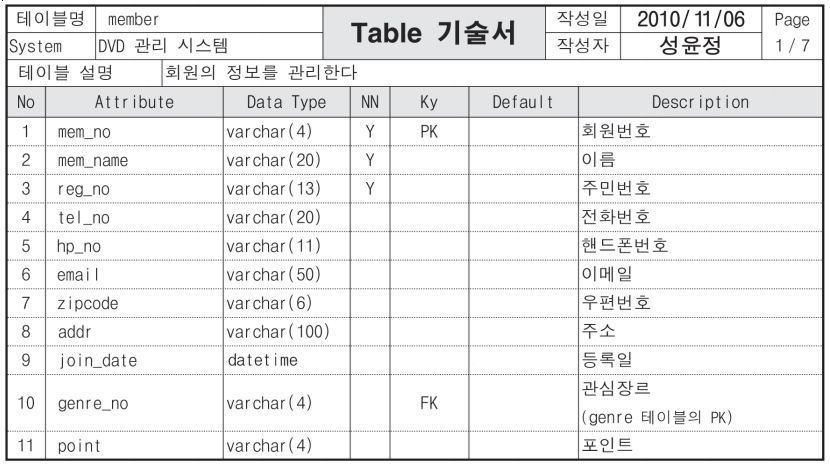 테이블명 member Table 기술서 작성일 2010/11/06 Page
System DVD 관리 시스템 작성자 성윤정 1 / 7
테이블 설명 회원의 정보를 관리한다
No Attribute Data Type NN Ky Default Description
1 mem_no varchar(4) Y PK 회원번호
2 mem_name varchar(20) Y 이름
3 reg_no varchar(13) Y 주민번호
4 tel_no varchar(20) 전화번호
5 hp_no varchar(11) 핸드폰번호
6 email varchar(50) 이메일
7 zipcode varchar(6) 우편번호
8 addr varchar(100) 주소
9 join_date datetime 등록일
10 genre_no varchar(4) FK 관심장르
(genre 테이블의 PK)
11 point varchar(4) 포인트